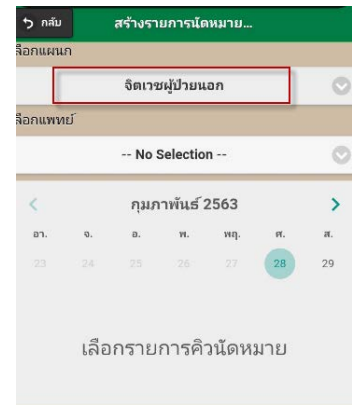 กลับ สร้างรายการนัดหมาย...
ลือกแผนก
จิตเวชผู้ป่วยนอก
ลือกแพทย์
-- No Selection --
< กุมภาพันธ์ 2563 >
อา. จ. อ. พ. พฤ. ศ. ส.
23 24 25 26 27 28 29
เลือกรายการคิวนัดหมาย